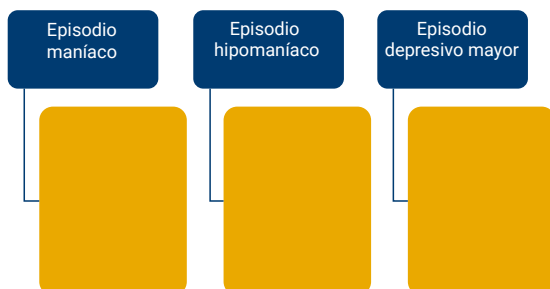 Episodio
maníaco
Episodio
hipomaníaco
Episodio
depresivo mayor